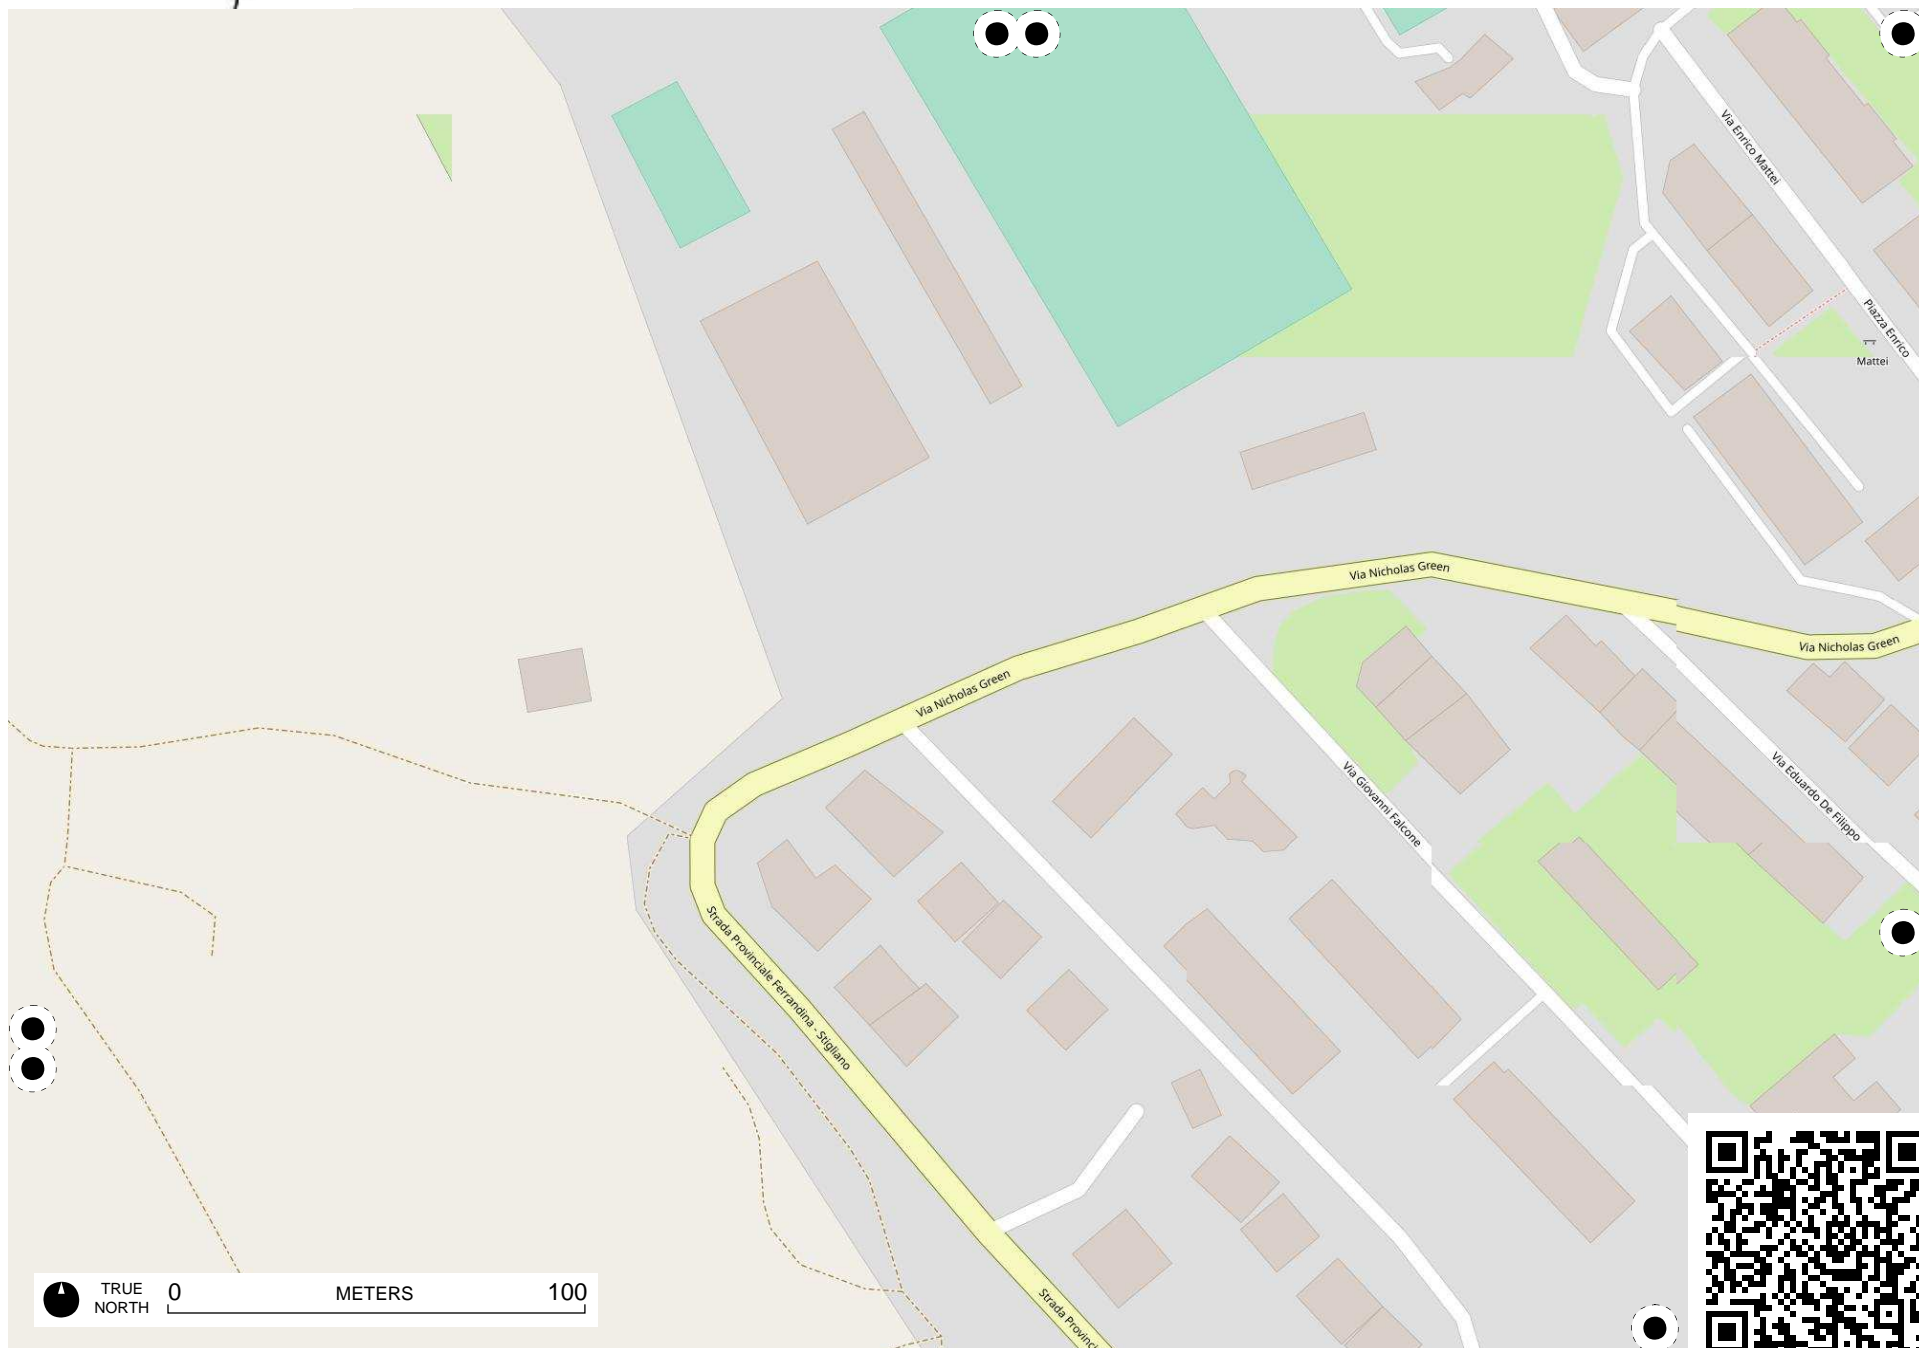 Via Enrico Mattei
Piazza Enrico
Mattei
Via Nicholas Green
Via Nicholas Green
Via Nicholas Green
Via Giovanni Falcone
Via Eduardo De Filippo
Strada Provinciale Ferrandina - Stigliano
Strada Provinci
TRUE
NORTH
0 METERS 100